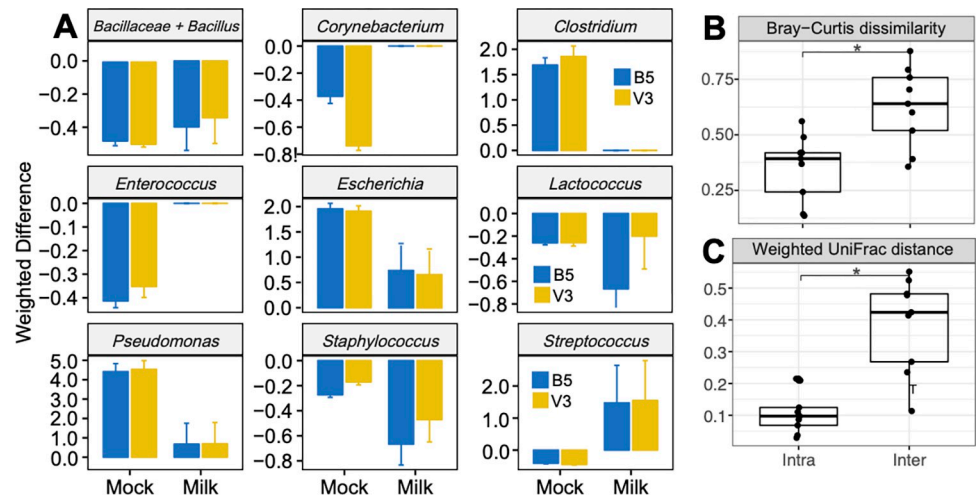 A
Weighted Difference
Bacillaceae + Bacillus
0.0
−0.2
−0.4
Corynebacterium
0.0
−0.2
−0.4
−0.6
−0.8
Clostridium
2.0
1.5
1.0
0.5
0.0
B5
V3
Enterococcus
0.0
−0.1
−0.2
−0.3
−0.4
Escherichia
2.0
1.5
1.0
0.5
0.0
Lactococcus
0.0
−0.2
−0.4
−0.6
−0.8
B5
V3
Pseudomonas
5.0
4.0
3.0
2.0
1.0
0.0
Mock Milk
Staphylococcus
0.0
−0.2
−0.4
−0.6
−0.8
Mock Milk
Streptococcus
2.0
1.0
0.0
B5
V3
Mock Milk
B
Bray−Curtis dissimilarity
*
0.75
0.50
0.25
C
Weighted UniFrac distance
*
0.5
0.4
0.3
0.2
0.1
T
Intra Inter